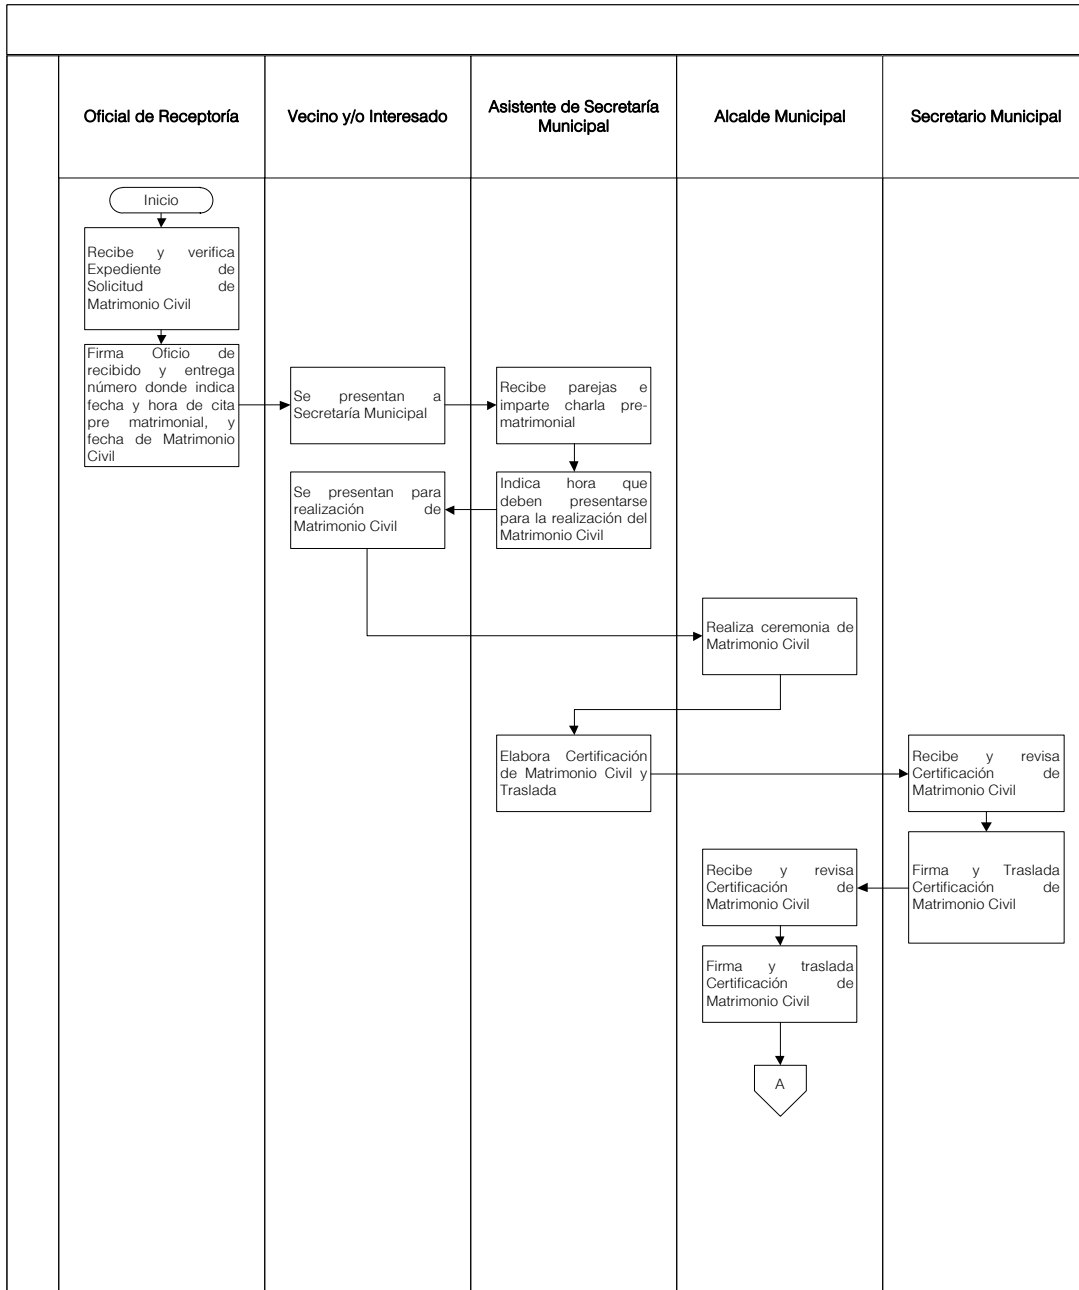 Oficial de Receptoría
Vecino y/o Interesado
Asistente de Secretaría
Municipal
Alcalde Municipal
Secretario Municipal
Inicio
Recibe y verifica
Expediente de
Solicitud de
Matrimonio Civil
Firma Oficio de
recibido y entrega
número donde indica
fecha y hora de cita
pre matrimonial, y
fecha de Matrimonio
Civil
Se presentan a
Secretaría Municipal
Recibe parejas e
imparte charla pre-
matrimonial
Indica hora que
deben presentarse
para la realización del
Matrimonio Civil
Se presentan para
realización de
Matrimonio Civil
Realiza ceremonia de
Matrimonio Civil
Elabora Certificación
de Matrimonio Civil y
Traslada
Recibe y revisa
Certificación de
Matrimonio Civil
Firma y Traslada
Certificación de
Matrimonio Civil
Recibe y revisa
Certificación de
Matrimonio Civil
Firma y traslada
Certificación de
Matrimonio Civil
A